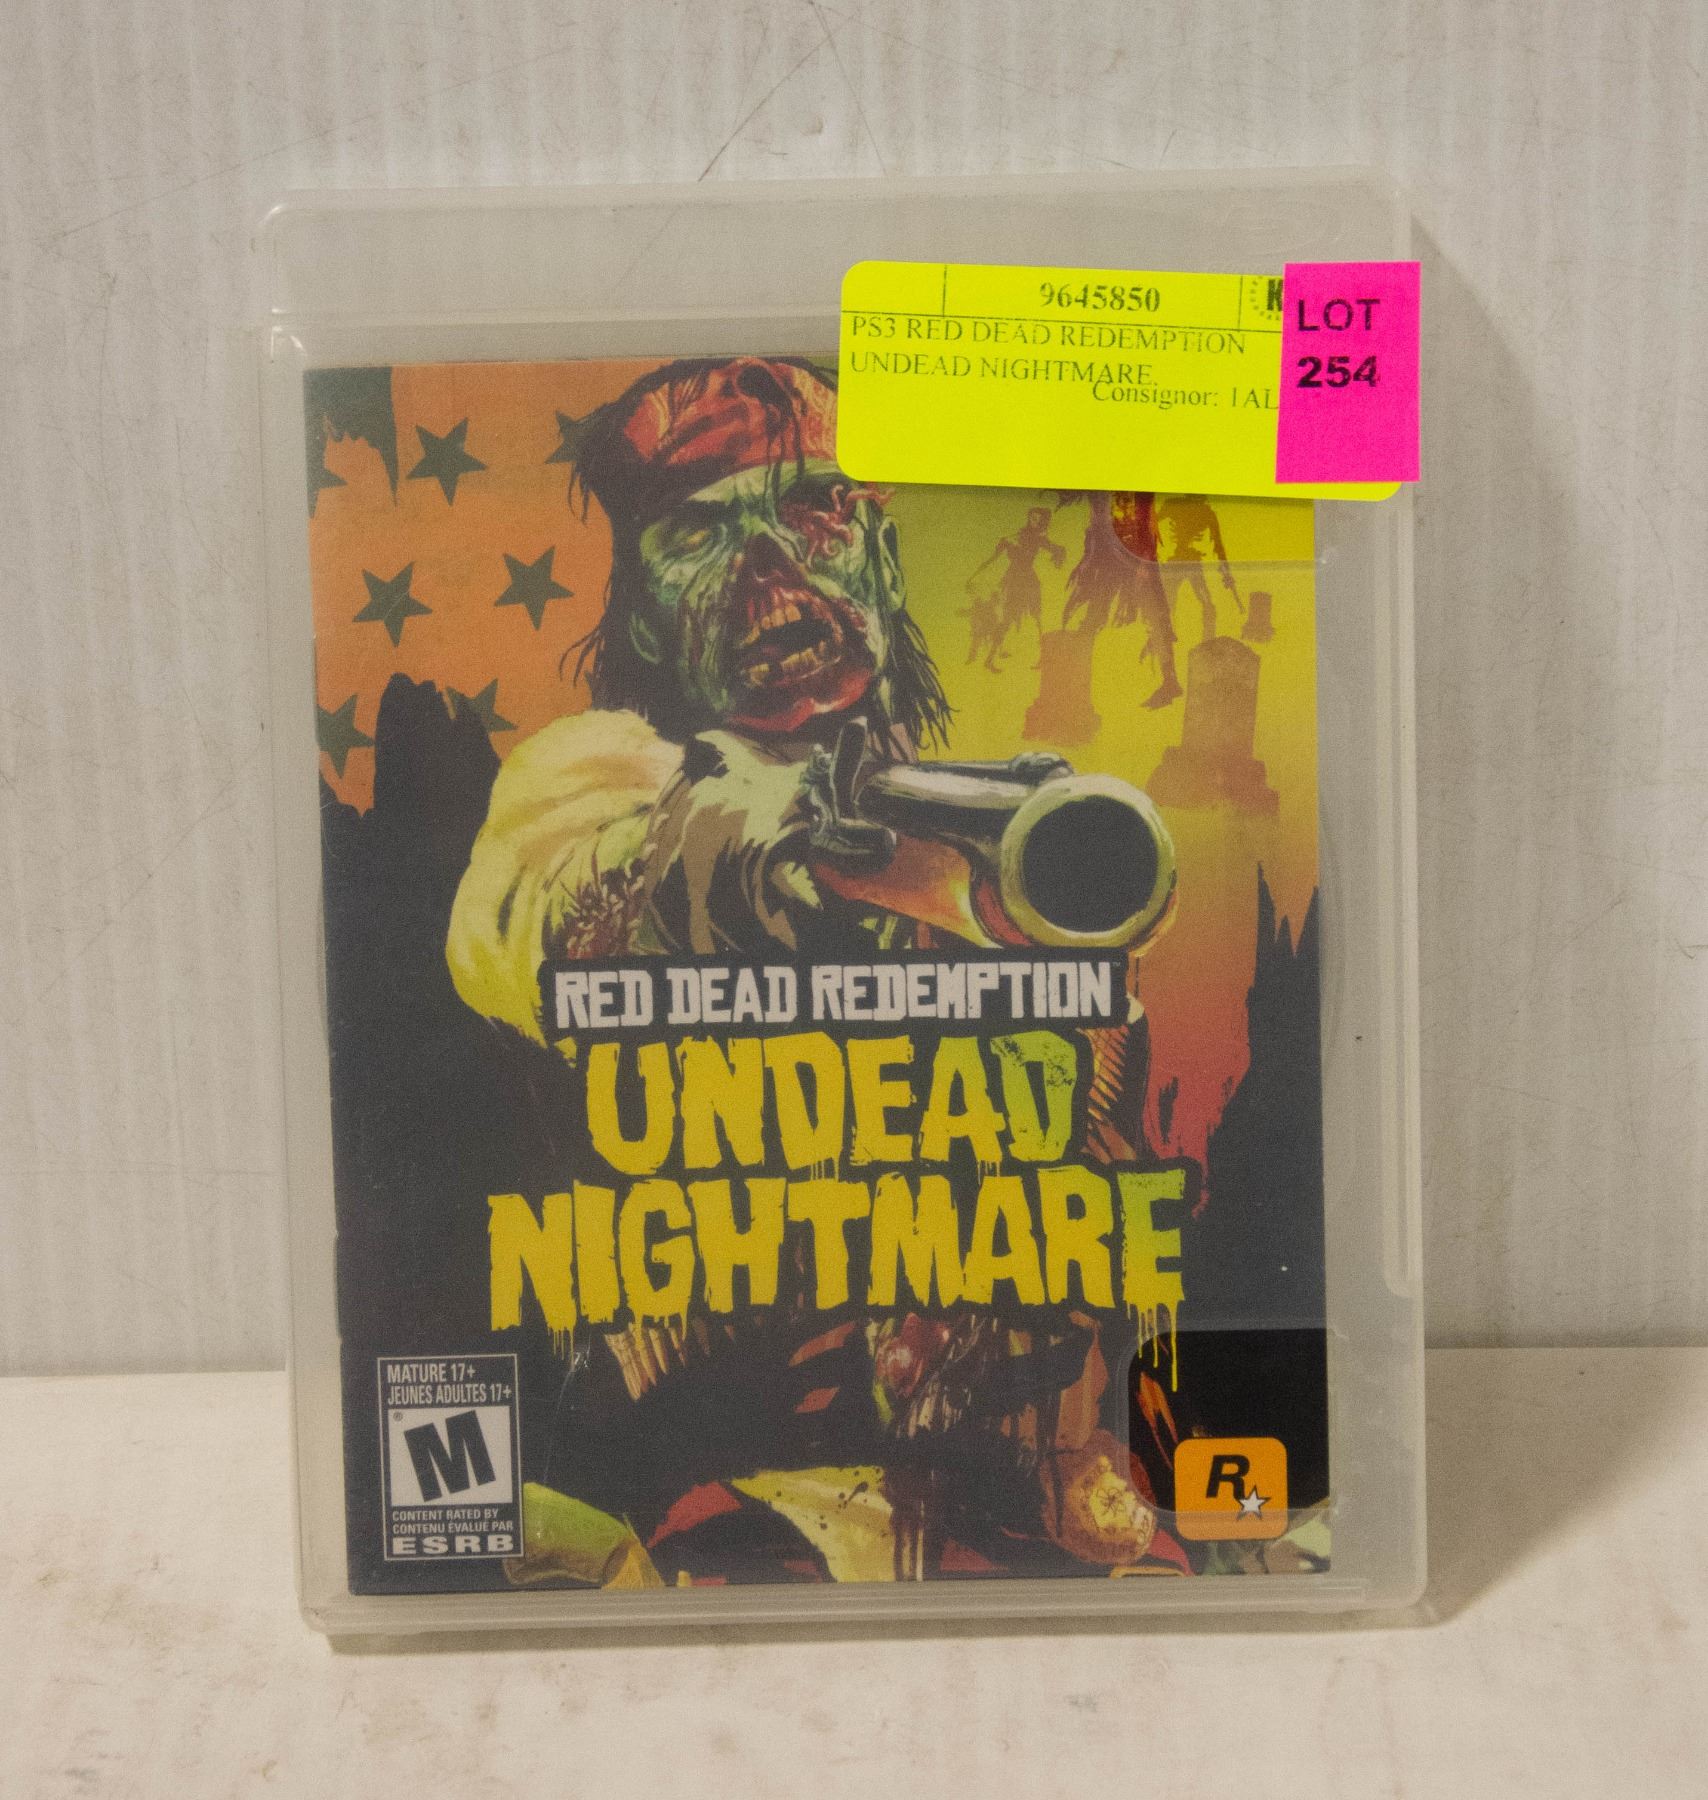 9645850
K
PS3 RED DEAD REDEMPTION
UNDEAD NIGHTMARE.
Consignor: 1AL
LOT
254
RED DEAD REDEMPTION
UNDEAD
NIGHTMARE
MATURE 17+
JEUNES ADULTES 17+
M
CONTENT RATED BY
CONTENU ÉVALUÉ PAR
ESRB
R